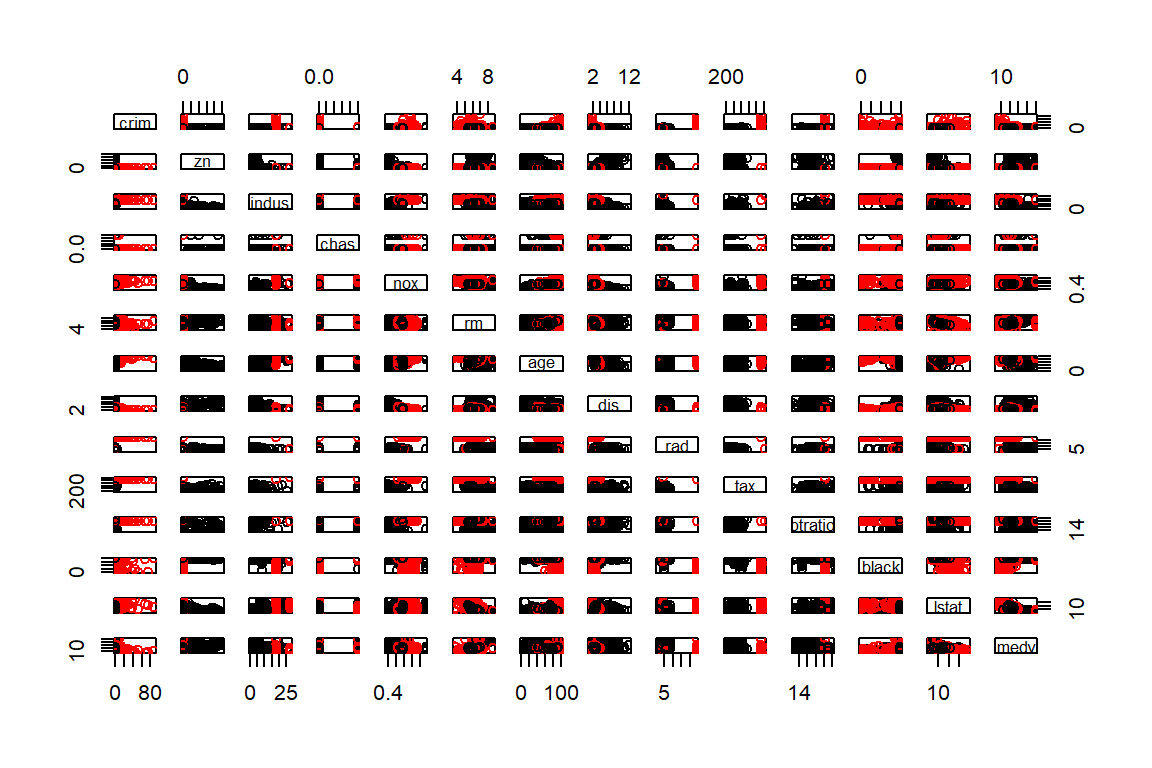 0 0.0 4 8 2 12 200 0 10
crim 0
0 zn
indus 0
0.0 chas
nox 0.4
4 rm
age 0
2 dis
rad 5
200 tax
ptratio 14
0 black
lstat 10
10 medv
0 80 0 25 0.4 0 100 5 14 10